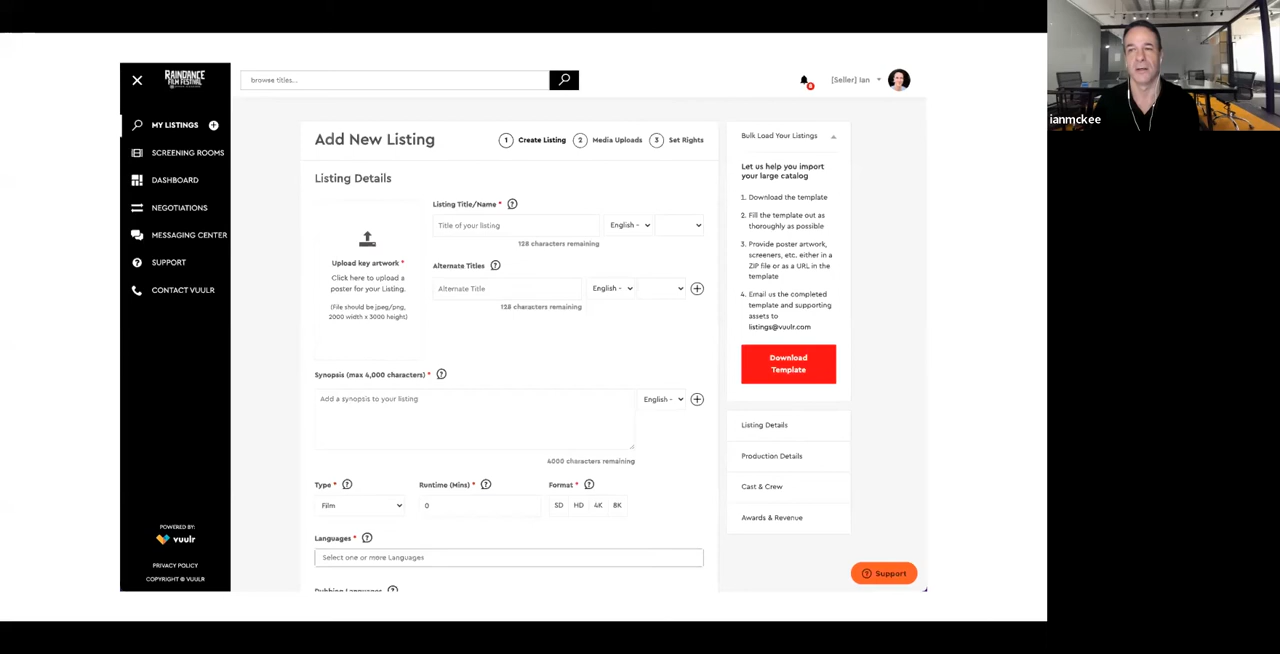 RAINDANCE
FILM FESTIVAL
browse titles...
8
[Seller] Ian
ianmckee
MY LISTINGS
SCREENING ROOMS
DASHBOARD
NEGOTIATIONS
MESSAGING CENTER
SUPPORT
CONTACT VUULR
POWERED BY:
vuulr
PRIVACY POLICY
COPYRIGHT © VUULR
Add New Listing
1 Create Listing 2 Media Uploads 3 Set Rights
Listing Details
Upload key artwork *
Click here to upload a
poster for your Listing.
(File should be jpeg/png,
2000 width x 3000 height)
Listing Title/Name *
Title of your listing
English -
128 characters remaining
Alternate Titles
Alternate Title
English -
128 characters remaining
Synopsis (max 4,000 characters) *
Add a synopsis to your listing
English -
4000 characters remaining
Type * Runtime (Mins) * Format *
Film 0 SD HD 4K 8K
Languages *
Select one or more Languages
Dubbing Languages
Bulk Load Your Listings
Let us help you import
your large catalog
1. Download the template
2. Fill the template out as
thoroughly as possible
3. Provide poster artwork,
screeners, etc. either in a
ZIP file or as a URL in the
template
4. Email us the completed
template and supporting
assets to
listings@vuulr.com
Download
Template
Listing Details
Production Details
Cast & Crew
Awards & Revenue
Support